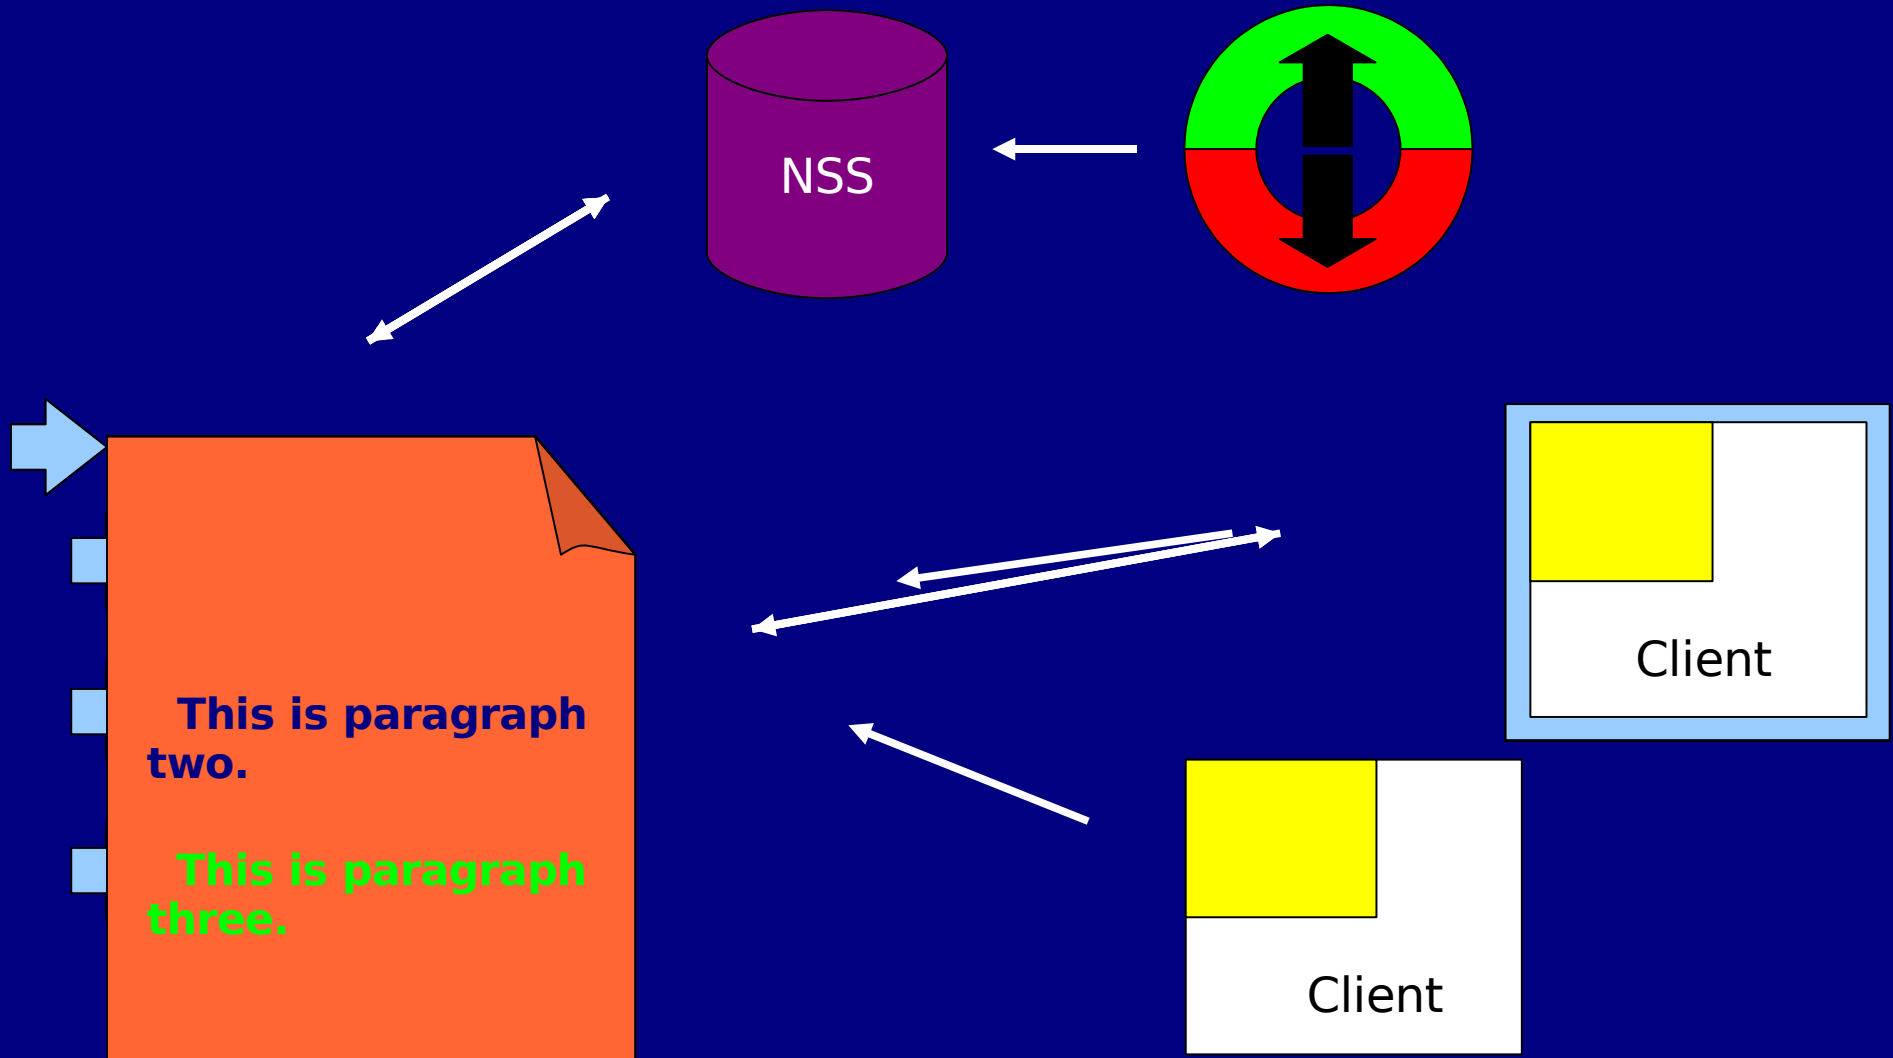 NSS
This is paragraph
two.
This is paragraph
three.
Client
Client